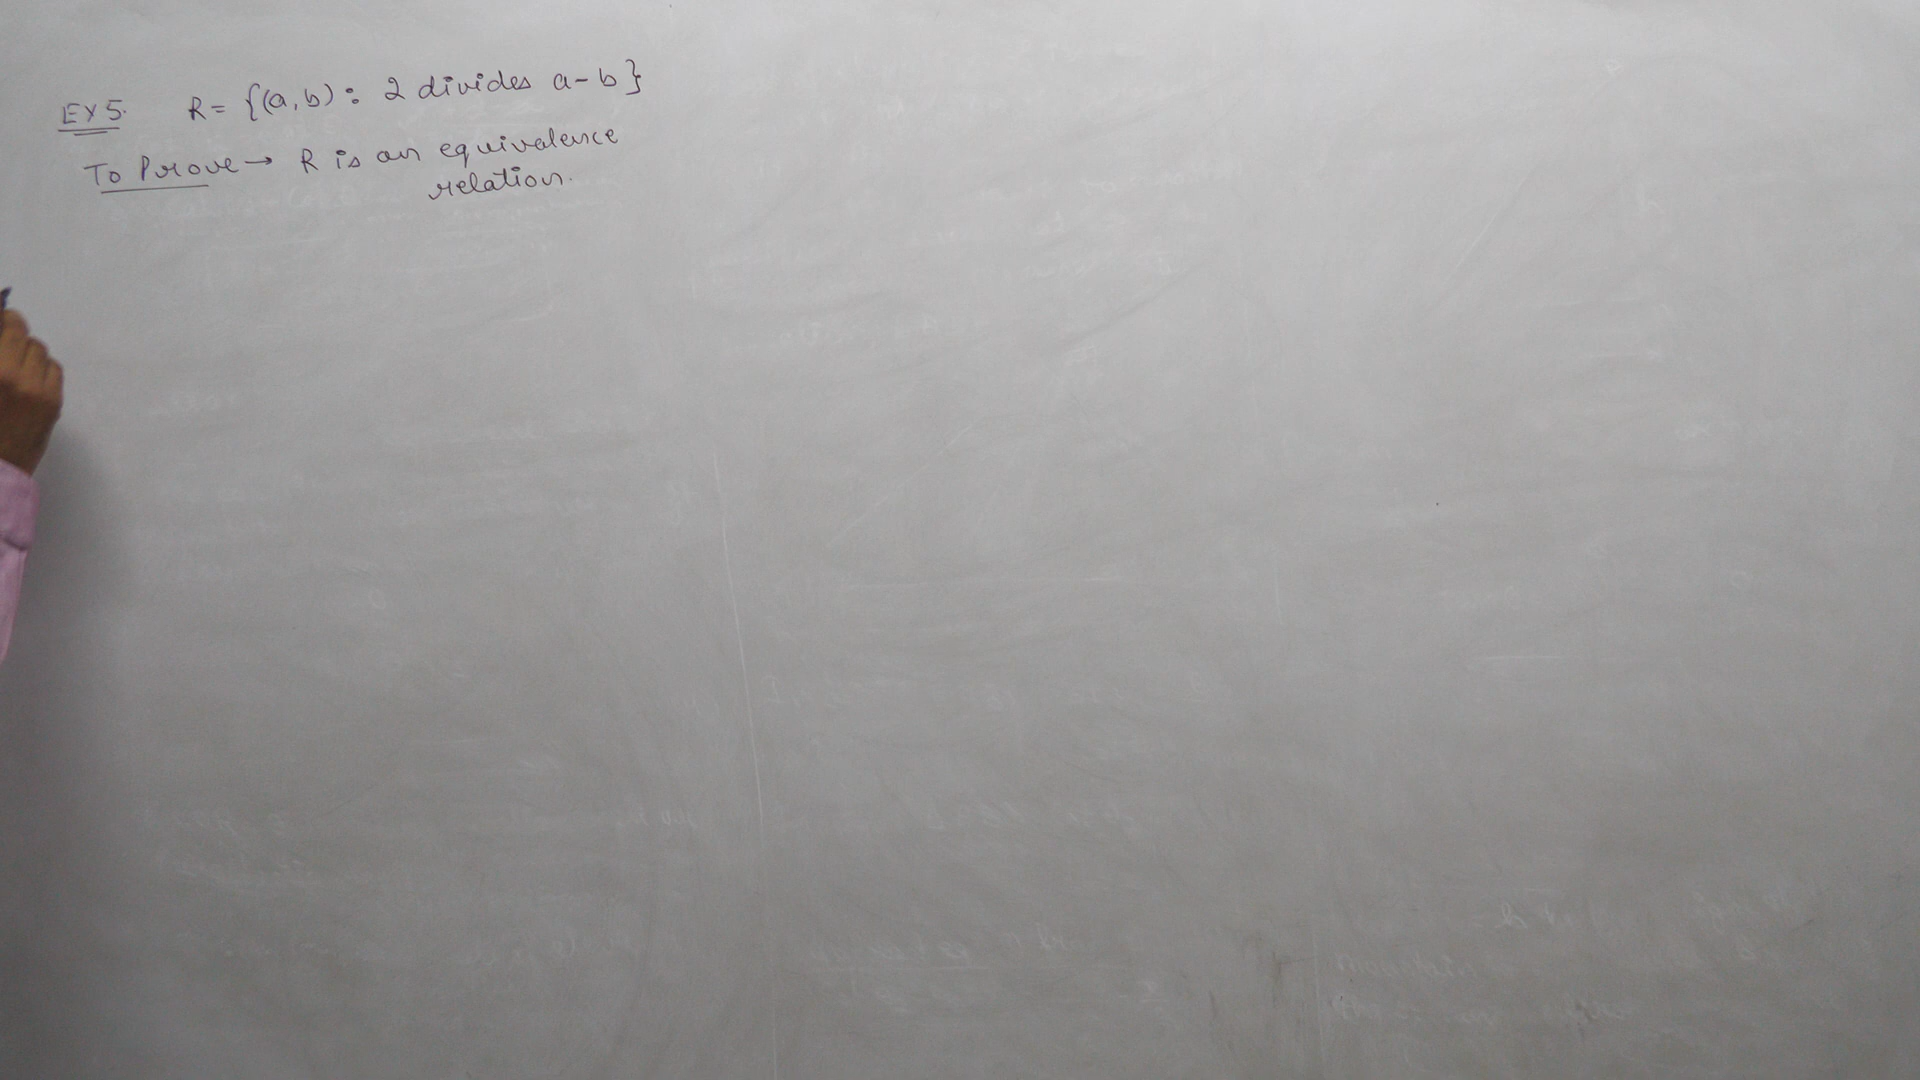 EX 5. R = {(a,b) : 2 divides a-b}
To Prove → R is an equivalence
relation.